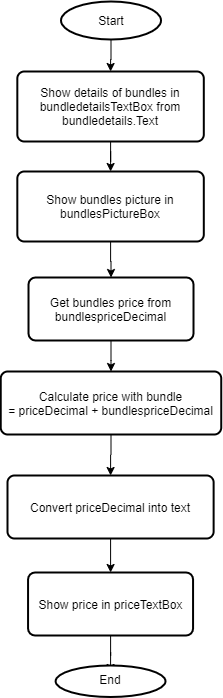 Start
Show details of bundles in
bundledetailsTextBox from
bundledetails.Text
Show bundles picture in
bundlesPictureBox
Get bundles price from
bundlespriceDecimal
Calculate price with bundle
= priceDecimal + bundlespriceDecimal
Convert priceDecimal into text
Show price in priceTextBox
End